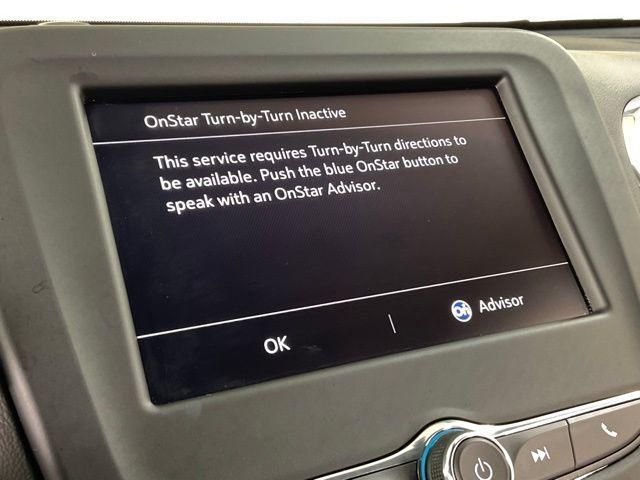 OnStar Turn-by-Turn Inactive
This service requires Turn-by-Turn directions to
be available. Push the blue OnStar button to
speak with an OnStar Advisor.
OK
Advisor